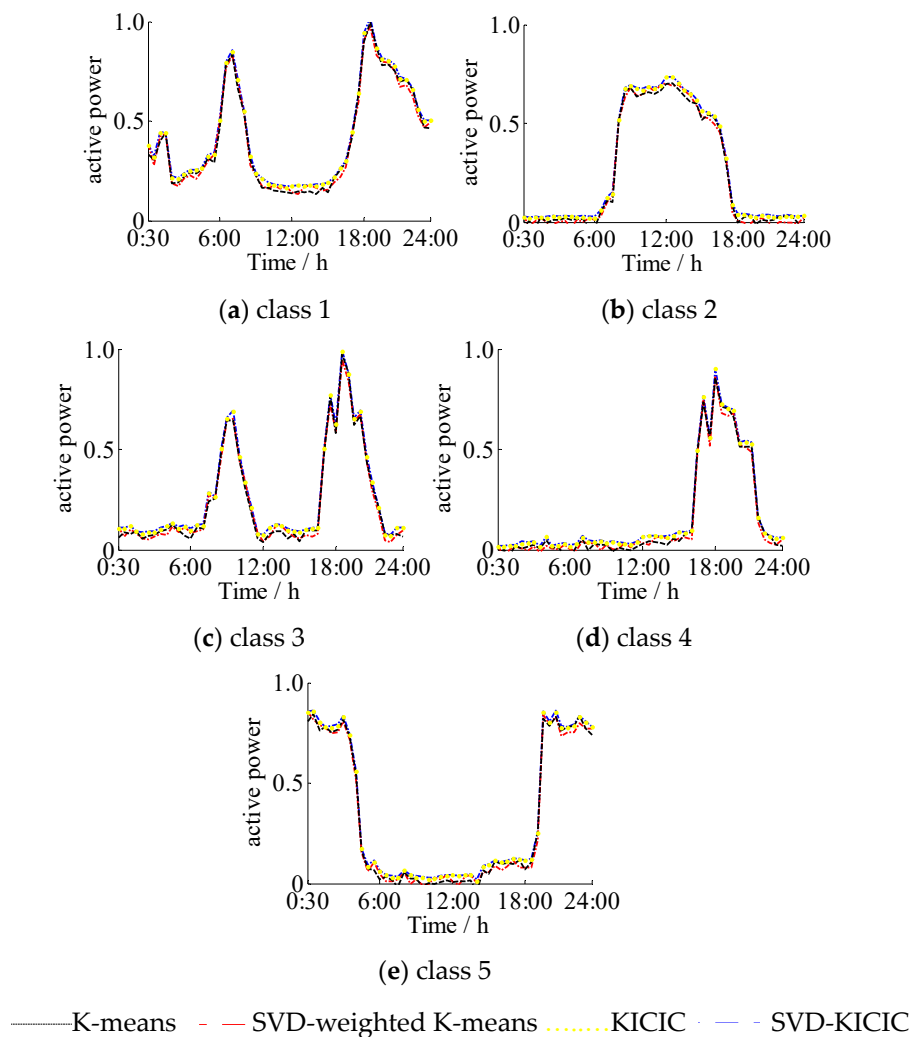 1.0
0.5
0
active power
0:30 6:00 12:00 18:00 24:00
Time / h
(a) class 1
1.0
0.5
0
active power
0:30 6:00 12:00 18:00 24:00
Time / h
(b) class 2
1.0
0.5
0
active power
0:30 6:00 12:00 18:00 24:00
Time / h
(c) class 3
1.0
0.5
0
active power
0:30 6:00 12:00 18:00 24:00
Time / h
(d) class 4
1.0
0.5
0
active power
0:30 6:00 12:00 18:00 24:00
Time / h
(e) class 5
K-means SVD-weighted K-means KICIC SVD-KICIC